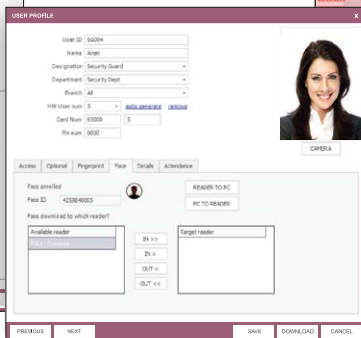 USER PROFILE x
User ID SG004
Name Aman
Designation Security Guard
Department Security Dept
Branch All
HW User num 5 auto generate remove
Card Num 63000 5
Pin num 0000
CAMERA
Access Optional Fingerprint Face Details Attendance
Face enrolled
Face ID
READER TO PC
PC TO READER
Face download to which reader?
Available reader
Target reader
IN >>
IN >
OUT <
OUT <<
PREVIOUS NEXT SAVE DOWNLOAD CANCEL